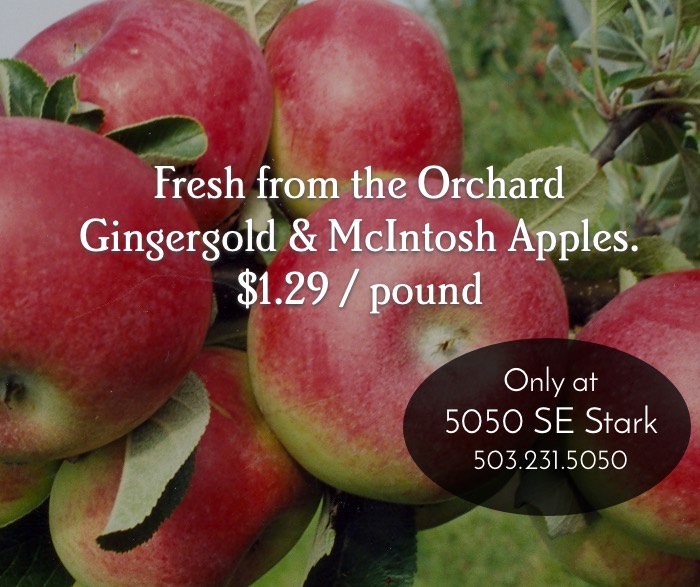 Fresh from the Orchard
Gingergold & McIntosh Apples.
$1.29 / pound
Only at
5050 SE Stark
503.231.5050